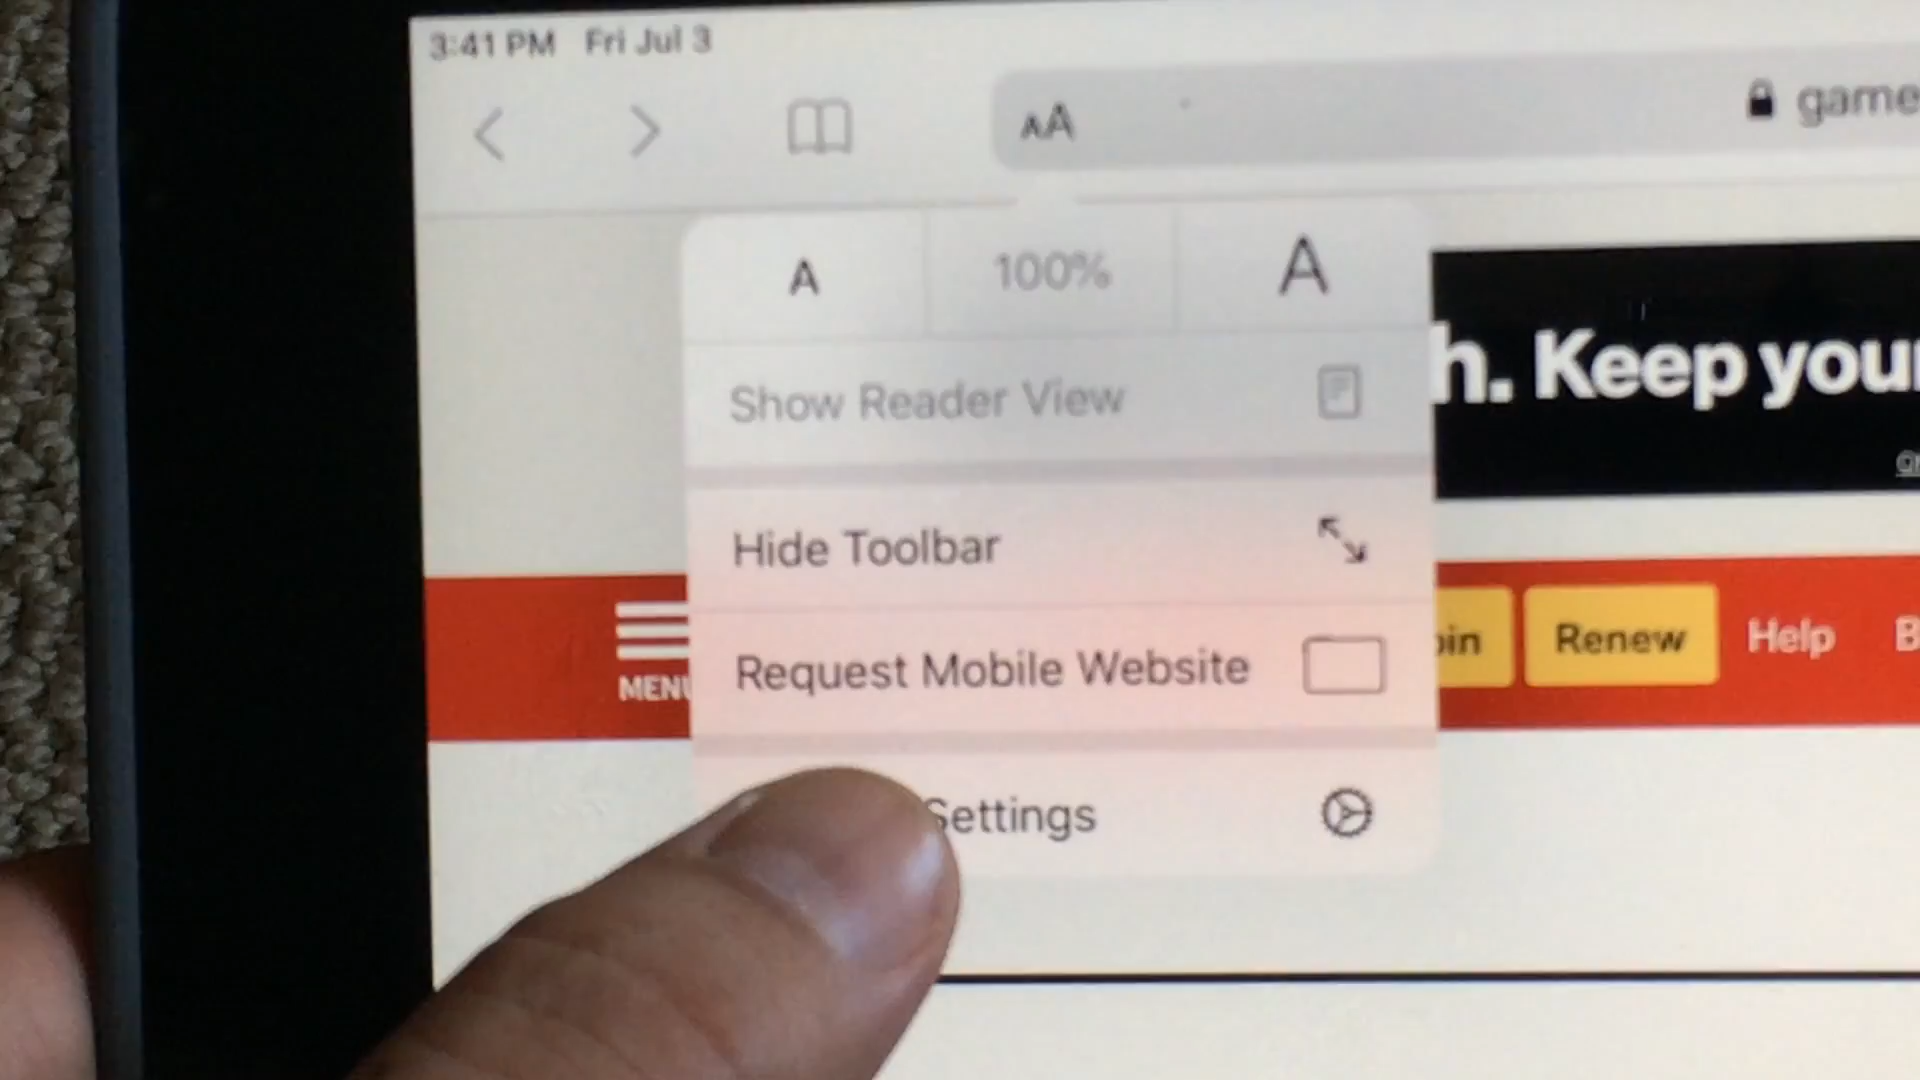 3:41 PM Fri Jul 3
AA
game
A 100% A
h. Keep your
Show Reader View
Hide Toolbar
Renew Help
Request Mobile Website
MENU
Settings